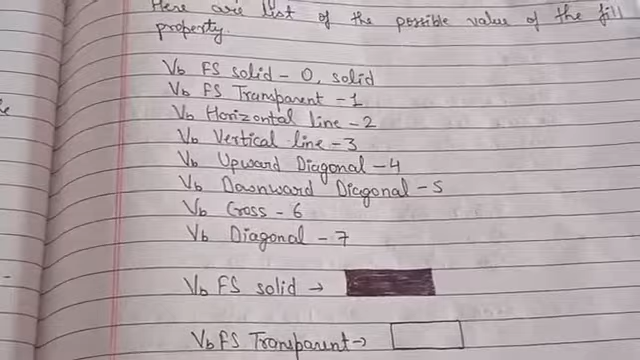 Here are list of the possible value of the fill
property.
Vb FS solid - 0, solid
Vb FS Transparent - 1
Vb Horizontal line - 2
Vb Vertical line - 3
Vb Upward Diagonal - 4
Vb Downward Diagonal - 5
Vb Cross - 6
Vb Diagonal - 7
Vb FS solid →
Vb FS Transparent →